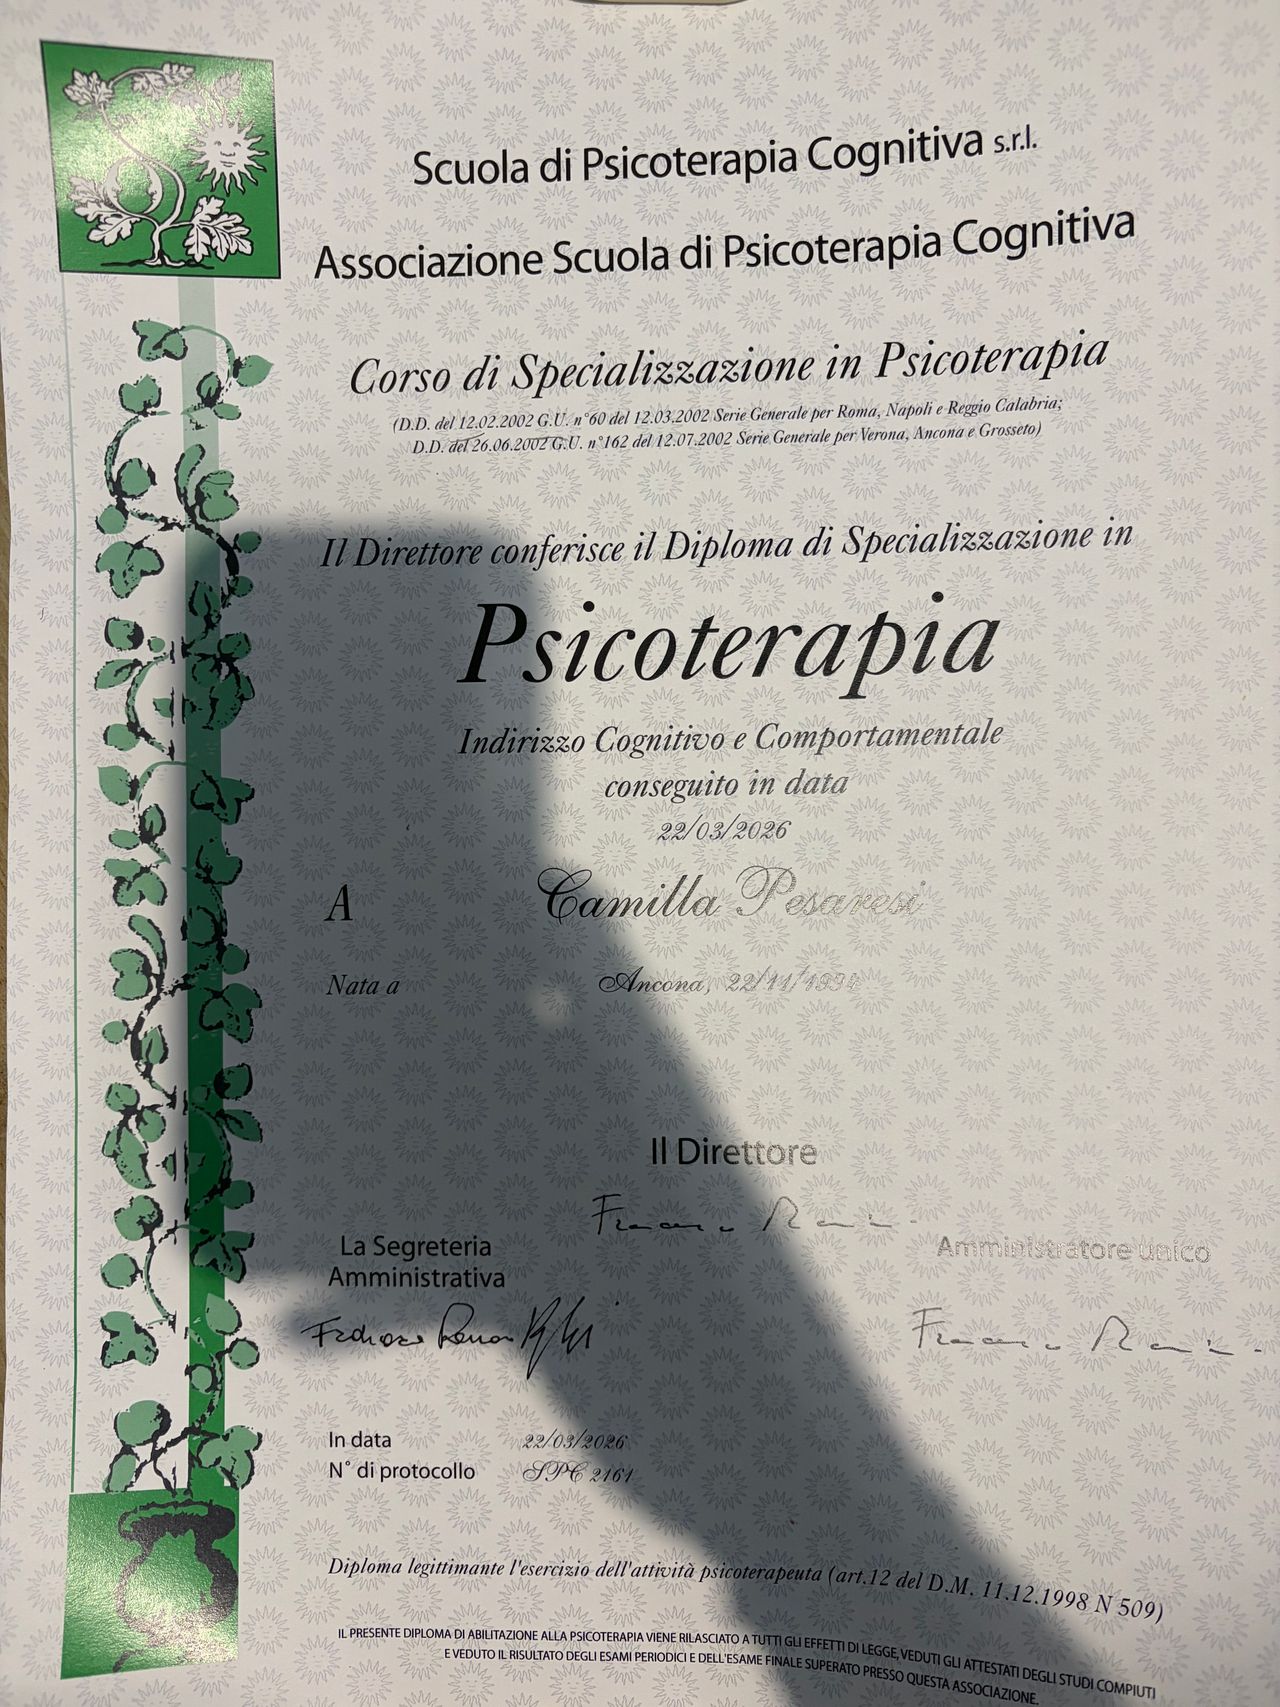 Scuola di Psicoterapia Cognitiva s.r.l.
Associazione Scuola di Psicoterapia Cognitiva
Corso di Specializzazione in Psicoterapia
(D.D. del 12.02.2002 G.U. n°60 del 12.03.2002 Serie Generale per Roma, Napoli e Reggio Calabria;
D.D. del 26.06.2002 G.U. n°162 del 12.07.2002 Serie Generale per Verona, Ancona e Grosseto)
Il Direttore conferisce il Diploma di Specializzazione in
Psicoterapia
Indirizzo Cognitivo e Comportamentale
conseguito in data
22/03/2026
A Camilla Pesaresi
Nata a Ancona, 22/11/1994
Il Direttore
La Segreteria
Amministrativa
Amministratore unico
In data 22/03/2026
N° di protocollo SPC 2161
Diploma legittimante l'esercizio dell'attività psicoterapeuta (art.12 del D.M. 11.12.1998 N 509)
IL PRESENTE DIPLOMA DI ABILITAZIONE ALLA PSICOTERAPIA VIENE RILASCIATO A TUTTI GLI EFFETTI DI LEGGE, VEDUTI GLI ATTESTATI DEGLI STUDI COMPIUTI
E VEDUTO IL RISULTATO DEGLI ESAMI PERIODICI E DELL'ESAME FINALE SUPERATO PRESSO QUESTA ASSOCIAZIONE.